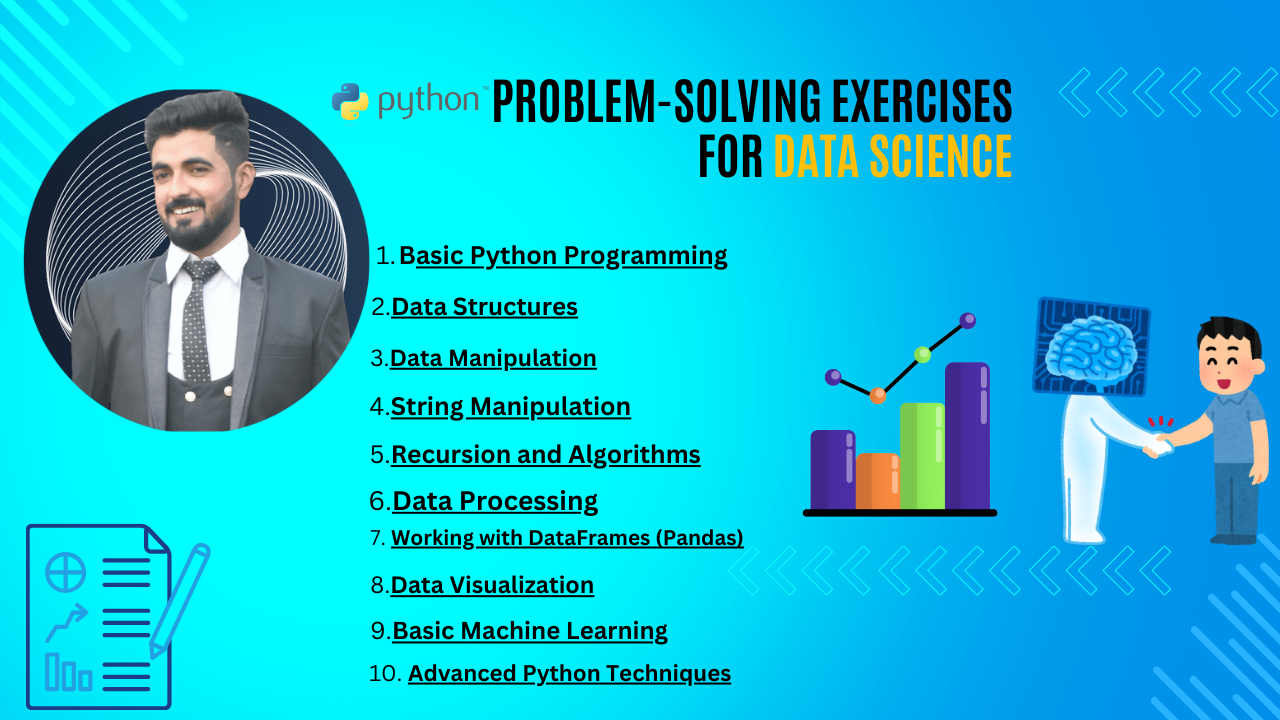 python™ PROBLEM-SOLVING EXERCISES
FOR DATA SCIENCE
1. Basic Python Programming
2.Data Structures
3.Data Manipulation
4.String Manipulation
5.Recursion and Algorithms
6.Data Processing
7. Working with DataFrames (Pandas)
8.Data Visualization
9.Basic Machine Learning
10. Advanced Python Techniques